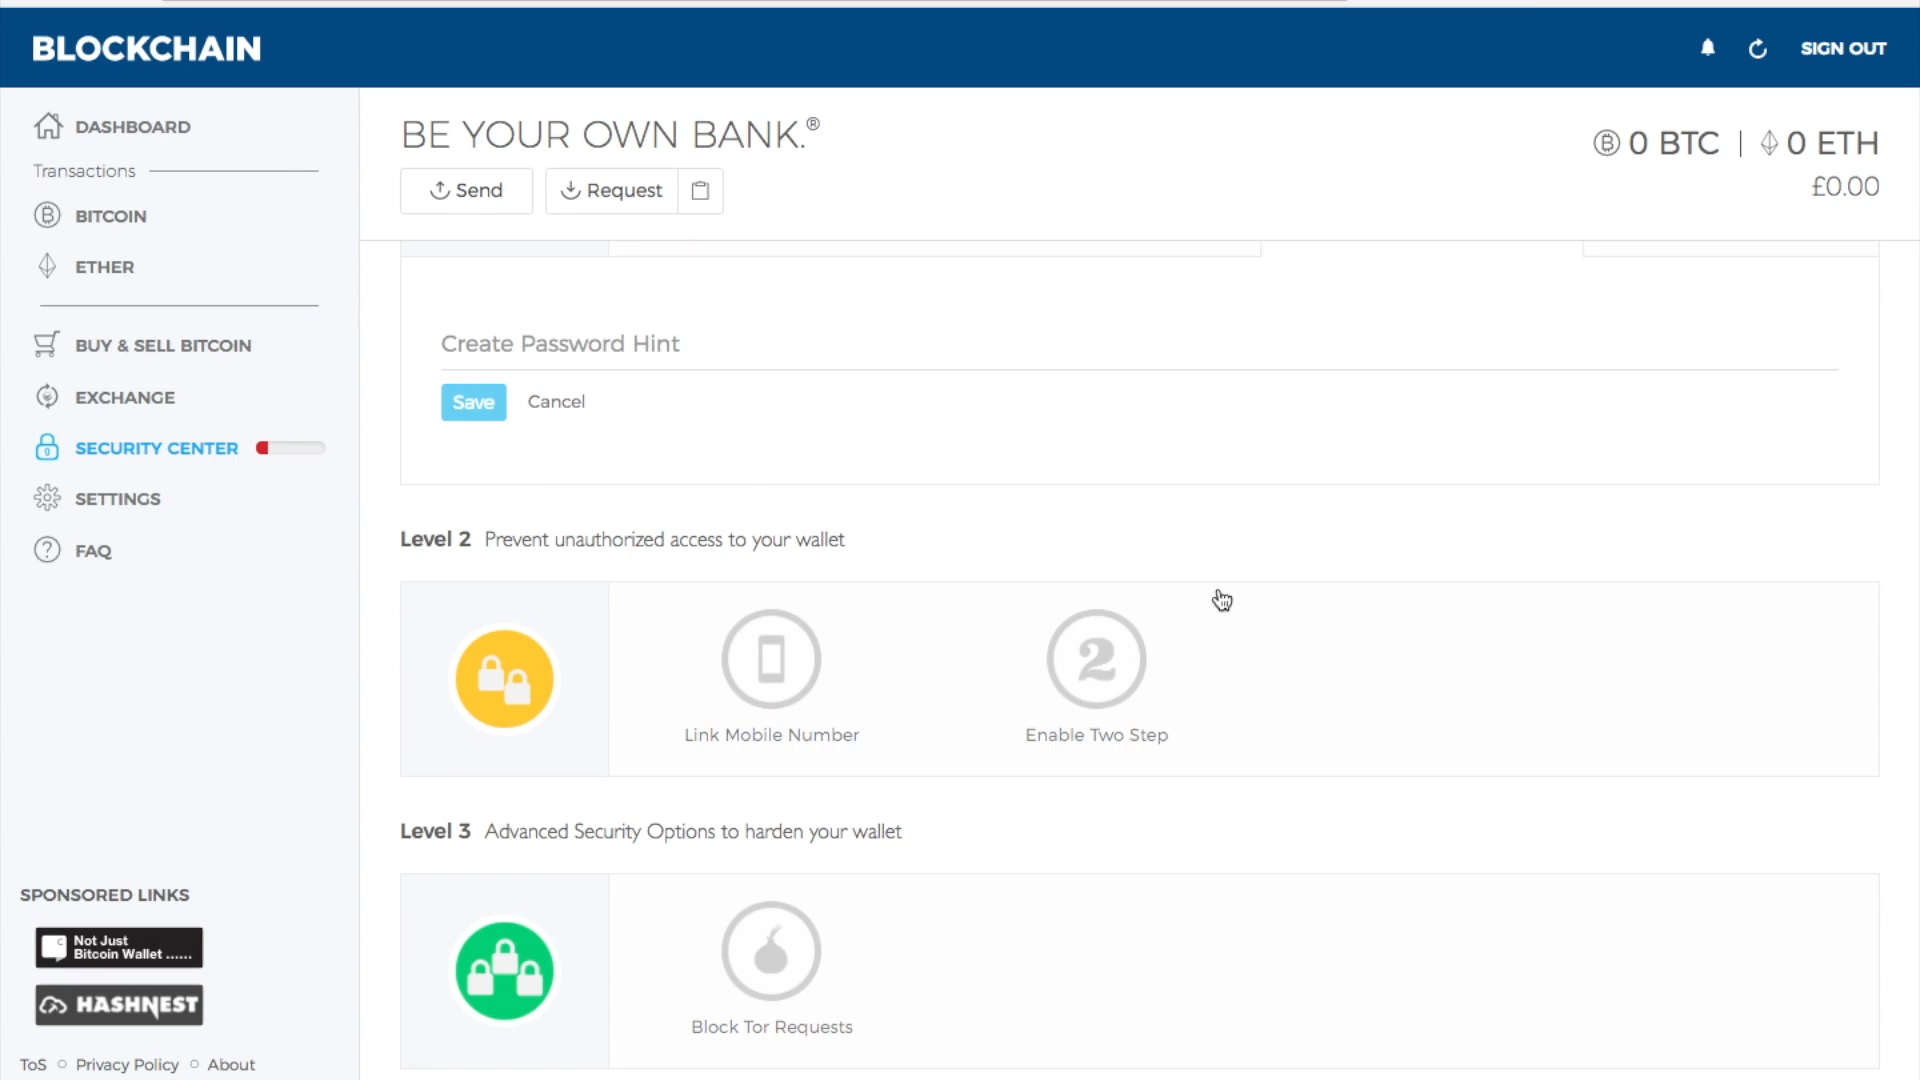 BLOCKCHAIN
SIGN OUT
DASHBOARD
Transactions
BITCOIN
ETHER
BUY & SELL BITCOIN
EXCHANGE
SECURITY CENTER
SETTINGS
FAQ
SPONSORED LINKS
Not Just
Bitcoin Wallet ......
HASHNEST
ToS ○ Privacy Policy ○ About
BE YOUR OWN BANK.®
Send
Request
0 BTC | 0 ETH
£0.00
Create Password Hint
Save Cancel
Level 2 Prevent unauthorized access to your wallet
2
Link Mobile Number
Enable Two Step
Level 3 Advanced Security Options to harden your wallet
Block Tor Requests